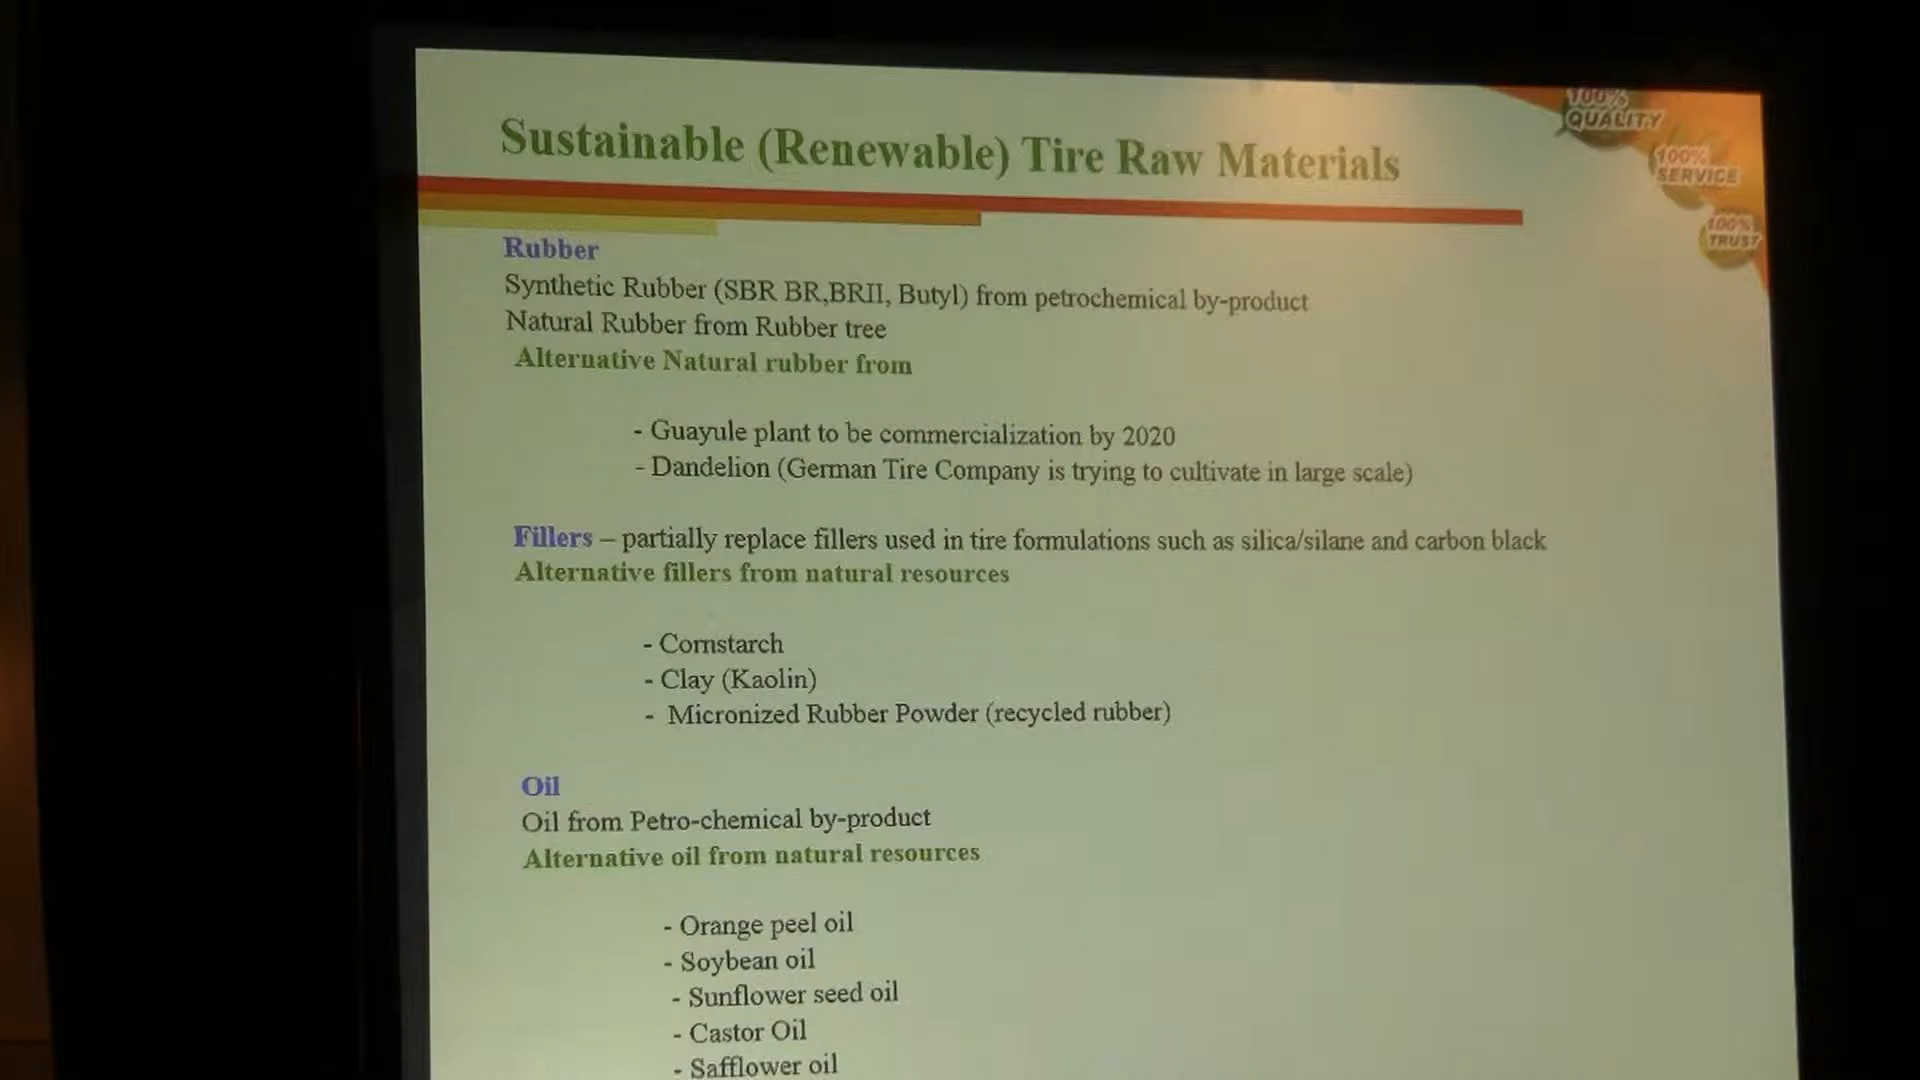 Sustainable (Renewable) Tire Raw Materials
100%
QUALITY
100%
SERVICE
100%
TRUST
Rubber
Synthetic Rubber (SBR BR,BRII, Butyl) from petrochemical by-product
Natural Rubber from Rubber tree
Alternative Natural rubber from
- Guayule plant to be commercialization by 2020
- Dandelion (German Tire Company is trying to cultivate in large scale)
Fillers – partially replace fillers used in tire formulations such as silica/silane and carbon black
Alternative fillers from natural resources
- Cornstarch
- Clay (Kaolin)
- Micronized Rubber Powder (recycled rubber)
Oil
Oil from Petro-chemical by-product
Alternative oil from natural resources
- Orange peel oil
- Soybean oil
- Sunflower seed oil
- Castor Oil
- Safflower oil